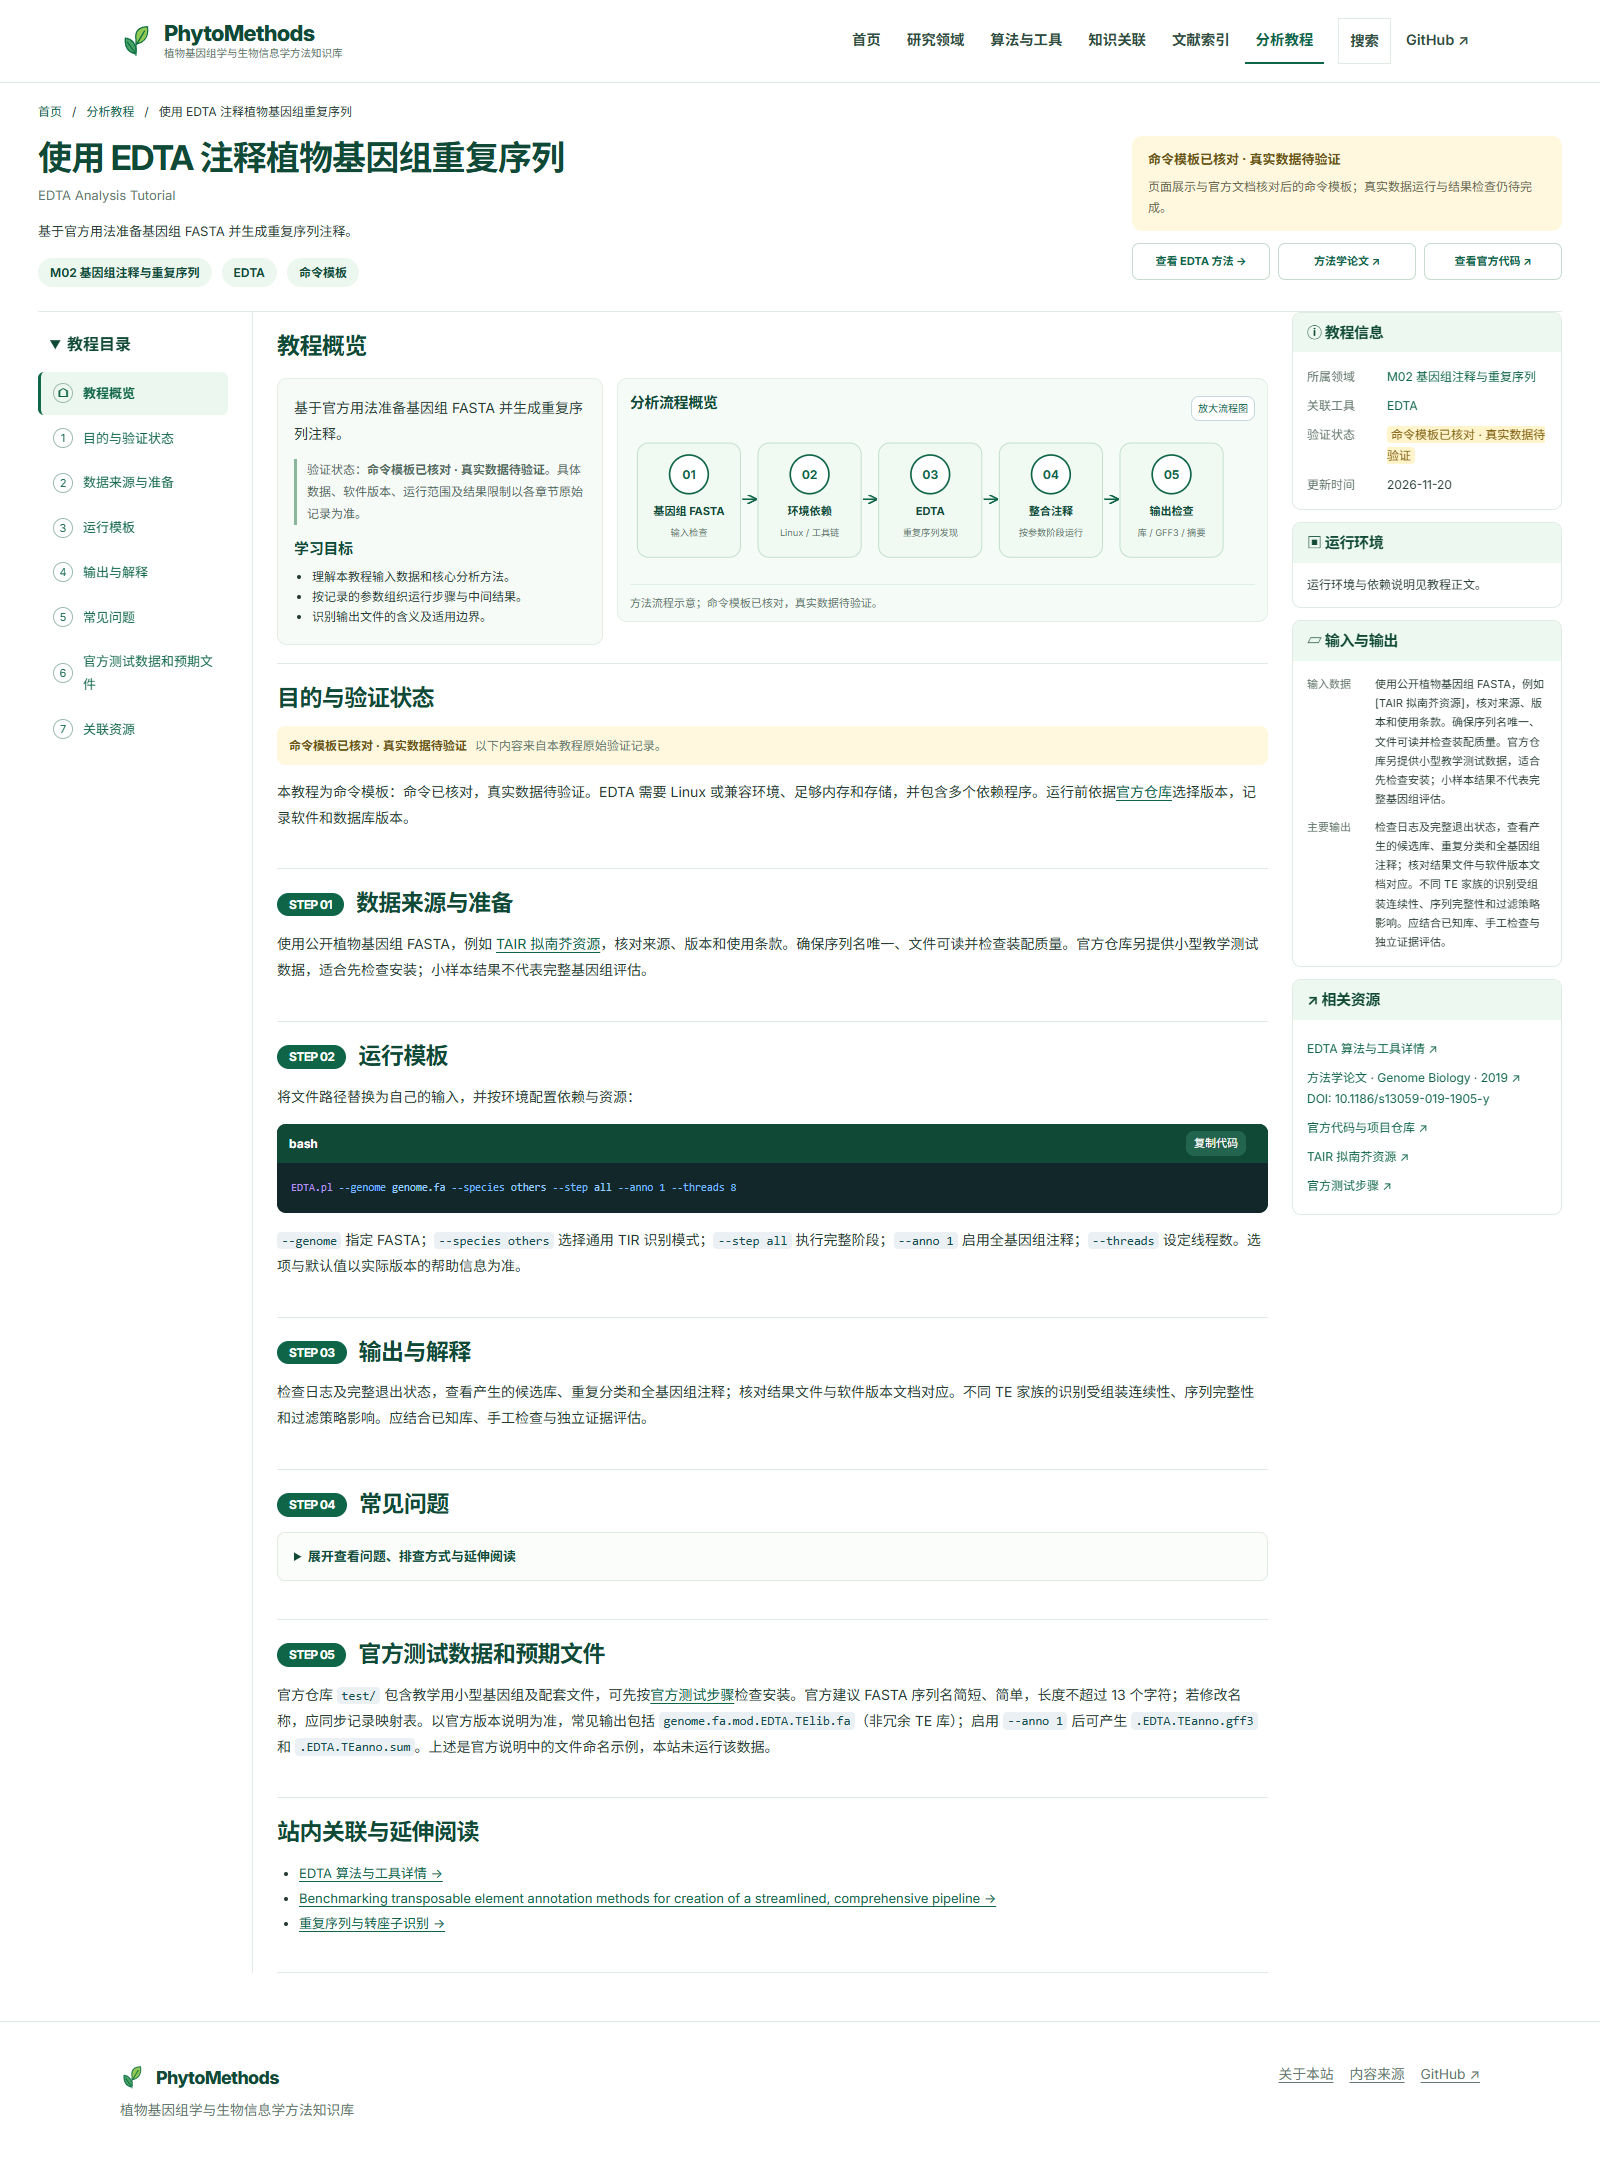 PhytoMethods
植物基因组学与生物信息学方法知识库
首页
研究领域
算法与工具
知识关联
文献索引
分析教程
搜索
GitHub ↗
首页 / 分析教程 / 使用 EDTA 注释植物基因组重复序列
使用 EDTA 注释植物基因组重复序列
EDTA Analysis Tutorial
基于官方用法准备基因组 FASTA 并生成重复序列注释。
M02 基因组注释与重复序列
EDTA
命令模板
命令模板已核对 · 真实数据待验证
页面展示与官方文档核对后的命令模板；真实数据运行与结果检查仍待完
成。
查看 EDTA 方法 →
方法学论文 ↗
查看官方代码 ↗
▼ 教程目录
教程概览
1 目的与验证状态
2 数据来源与准备
3 运行模板
4 输出与解释
5 常见问题
6 官方测试数据和预期文
件
7 关联资源
教程概览
基于官方用法准备基因组 FASTA 并生成重复序
列注释。
验证状态：命令模板已核对 · 真实数据待验证。具体
数据、软件版本、运行范围及结果限制以各章节原始
记录为准。
学习目标
• 理解本教程输入数据和核心分析方法。
• 按记录的参数组织运行步骤与中间结果。
• 识别输出文件的含义及适用边界。
分析流程概览
放大流程图
01
基因组 FASTA
输入检查
02
环境依赖
Linux / 工具链
03
EDTA
重复序列发现
04
整合注释
按参数阶段运行
05
输出检查
库 / GFF3 / 摘要
方法流程示意；命令模板已核对，真实数据待验证。
目的与验证状态
命令模板已核对 · 真实数据待验证 以下内容来自本教程原始验证记录。
本教程为命令模板：命令已核对，真实数据待验证。EDTA 需要 Linux 或兼容环境、足够内存和存储，并包含多个依赖程序。运行前依据官方仓库选择版本，记
录软件和数据库版本。
STEP 01 数据来源与准备
使用公开植物基因组 FASTA，例如 TAIR 拟南芥资源，核对来源、版本和使用条款。确保序列名唯一、文件可读并检查装配质量。官方仓库另提供小型教学测试
数据，适合先检查安装；小样本结果不代表完整基因组评估。
STEP 02 运行模板
将文件路径替换为自己的输入，并按环境配置依赖与资源：
bash
复制代码
EDTA.pl --genome genome.fa --species others --step all --anno 1 --threads 8
--genome 指定 FASTA；--species others 选择通用 TIR 识别模式；--step all 执行完整阶段；--anno 1 启用全基因组注释；--threads 设定线程数。选
项与默认值以实际版本的帮助信息为准。
STEP 03 输出与解释
检查日志及完整退出状态，查看产生的候选库、重复分类和全基因组注释；核对结果文件与软件版本文档对应。不同 TE 家族的识别受组装连续性、序列完整性
和过滤策略影响。应结合已知库、手工检查与独立证据评估。
STEP 04 常见问题
▶ 展开查看问题、排查方式与延伸阅读
STEP 05 官方测试数据和预期文件
官方仓库 test/ 包含教学用小型基因组及配套文件，可先按官方测试步骤检查安装。官方建议 FASTA 序列名简短、简单，长度不超过 13 个字符；若修改名
称，应同步记录映射表。以官方版本说明为准，常见输出包括 genome.fa.mod.EDTA.TElib.fa（非冗余 TE 库）；启用 --anno 1 后可产生 .EDTA.TEanno.gff3
和 .EDTA.TEanno.sum。上述是官方说明中的文件命名示例，本站未运行该数据。
站内关联与延伸阅读
• EDTA 算法与工具详情 →
• Benchmarking transposable element annotation methods for creation of a streamlined, comprehensive pipeline →
• 重复序列与转座子识别 →
教程信息
所属领域 M02 基因组注释与重复序列
关联工具 EDTA
验证状态 命令模板已核对 · 真实数据待
验证
更新时间 2026-11-20
运行环境
运行环境与依赖说明见教程正文。
输入与输出
输入数据 使用公开植物基因组 FASTA，例如
[TAIR 拟南芥资源]，核对来源、版
本和使用条款。确保序列名唯一、
文件可读并检查装配质量。官方仓
库另提供小型教学测试数据，适合
先检查安装；小样本结果不代表完
整基因组评估。
主要输出 检查日志及完整退出状态，查看产
生的候选库、重复分类和全基因组
注释；核对结果文件与软件版本文
档对应。不同 TE 家族的识别受组
装连续性、序列完整性和过滤策略
影响。应结合已知库、手工检查与
独立证据评估。
↗ 相关资源
EDTA 算法与工具详情 ↗
方法学论文 · Genome Biology · 2019 ↗
DOI: 10.1186/s13059-019-1905-y
官方代码与项目仓库 ↗
TAIR 拟南芥资源 ↗
官方测试步骤 ↗
PhytoMethods
植物基因组学与生物信息学方法知识库
关于本站
内容来源
GitHub ↗